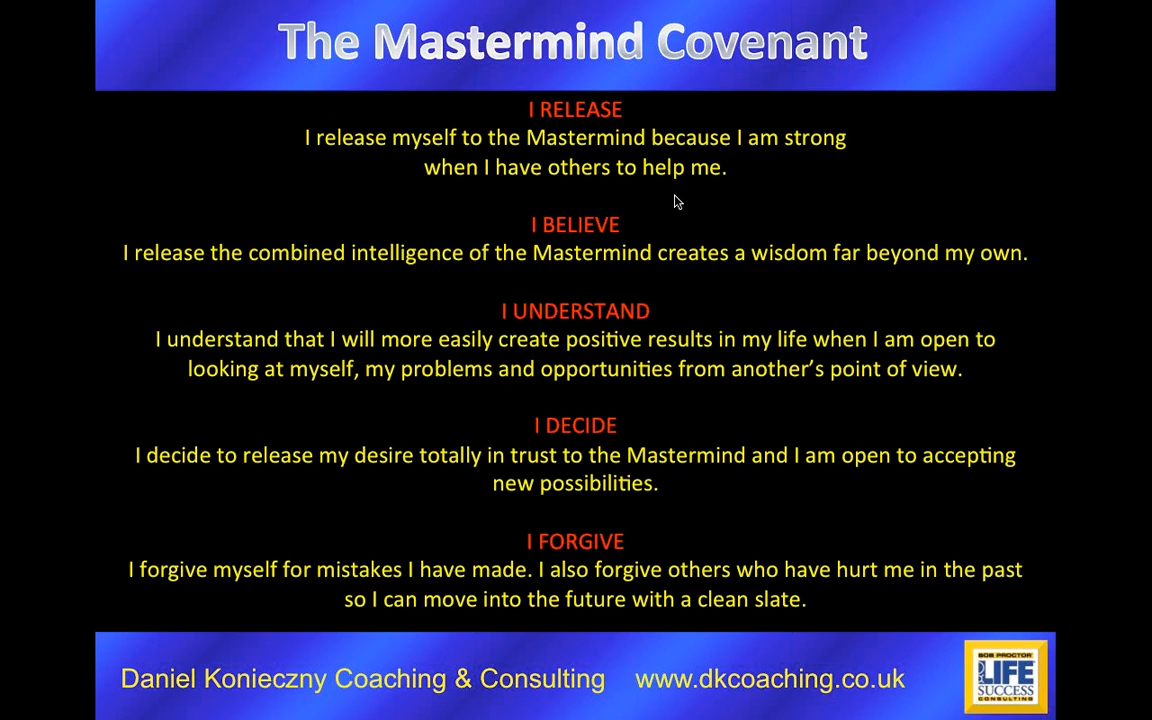 The Mastermind Covenant
I RELEASE
I release myself to the Mastermind because I am strong
when I have others to help me.
I BELIEVE
I release the combined intelligence of the Mastermind creates a wisdom far beyond my own.
I UNDERSTAND
I understand that I will more easily create positive results in my life when I am open to
looking at myself, my problems and opportunities from another’s point of view.
I DECIDE
I decide to release my desire totally in trust to the Mastermind and I am open to accepting
new possibilities.
I FORGIVE
I forgive myself for mistakes I have made. I also forgive others who have hurt me in the past
so I can move into the future with a clean slate.
Daniel Konieczny Coaching & Consulting www.dkcoaching.co.uk
BOB PROCTOR
LIFE
SUCCESS
CONSULTING